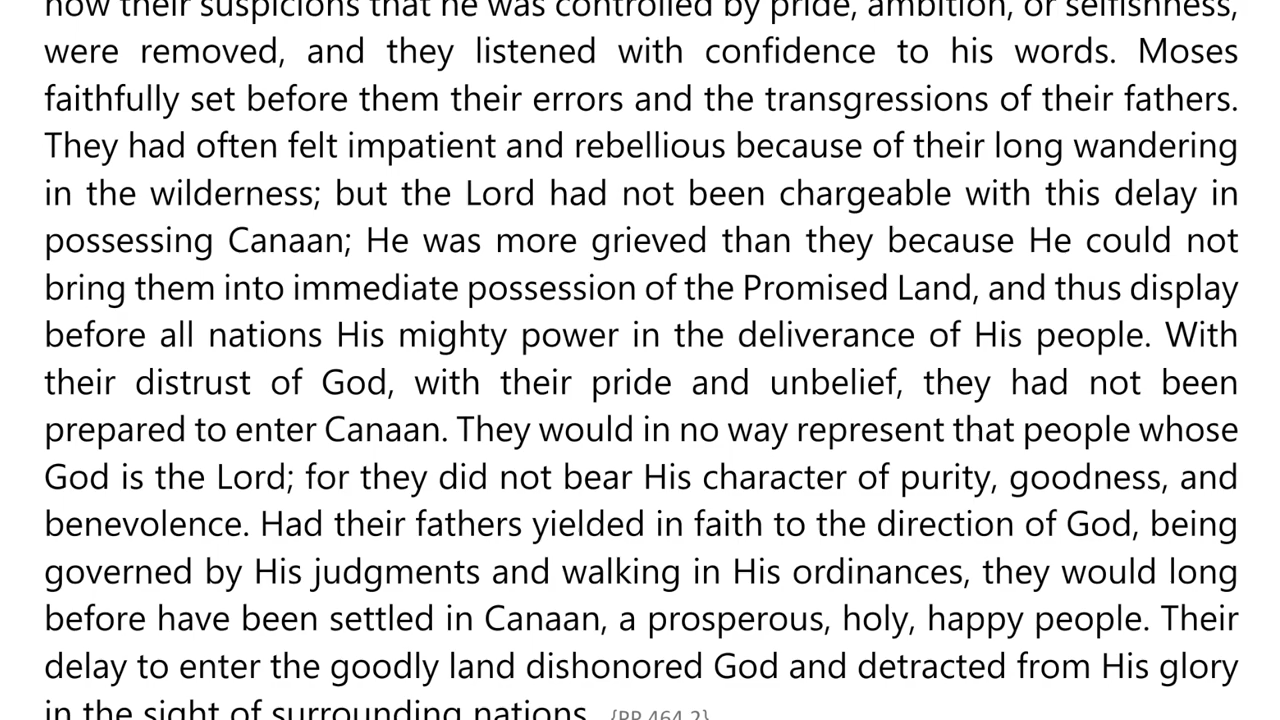 now their suspicions that he was controlled by pride, ambition, or selfishness,
were removed, and they listened with confidence to his words. Moses
faithfully set before them their errors and the transgressions of their fathers.
They had often felt impatient and rebellious because of their long wandering
in the wilderness; but the Lord had not been chargeable with this delay in
possessing Canaan; He was more grieved than they because He could not
bring them into immediate possession of the Promised Land, and thus display
before all nations His mighty power in the deliverance of His people. With
their distrust of God, with their pride and unbelief, they had not been
prepared to enter Canaan. They would in no way represent that people whose
God is the Lord; for they did not bear His character of purity, goodness, and
benevolence. Had their fathers yielded in faith to the direction of God, being
governed by His judgments and walking in His ordinances, they would long
before have been settled in Canaan, a prosperous, holy, happy people. Their
delay to enter the goodly land dishonored God and detracted from His glory
in the sight of surrounding nations. {PP 464.2}